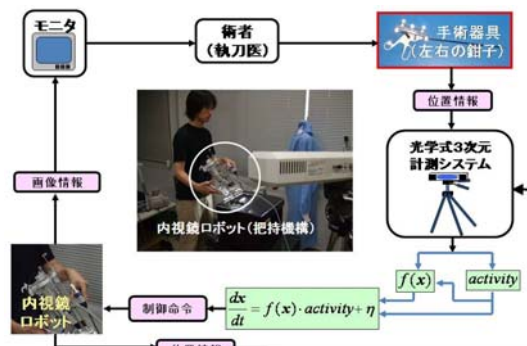 モニタ
術者
(執刀医)
手術器具
(左右の鉗子)
位置情報
光学式3次元
計測システム
画像情報
内視鏡ロボット(把持機構)
f(x)
activity
dx/dt = f(x)·activity+η
制御命令
内視鏡
ロボット